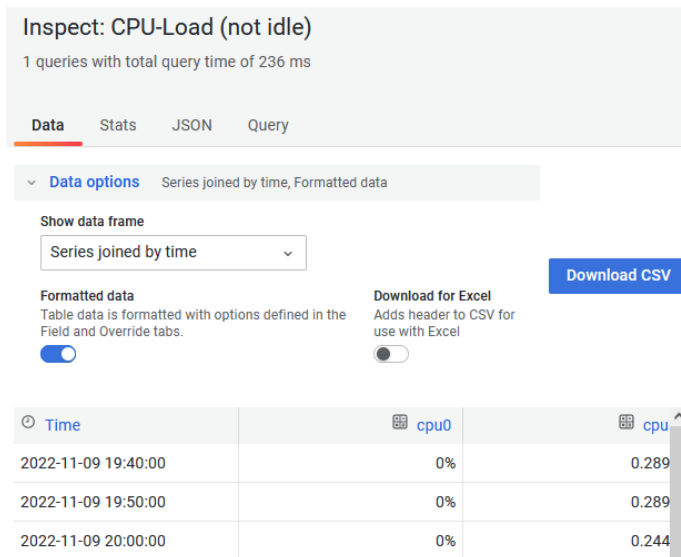 Inspect: CPU-Load (not idle)
1 queries with total query time of 236 ms
Data Stats JSON Query
Data options Series joined by time, Formatted data
Show data frame
Series joined by time
Download CSV
Formatted data
Table data is formatted with options defined in the
Field and Override tabs.
Download for Excel
Adds header to CSV for
use with Excel
Time cpu0 cpu
2022-11-09 19:40:00 0% 0.289
2022-11-09 19:50:00 0% 0.289
2022-11-09 20:00:00 0% 0.244